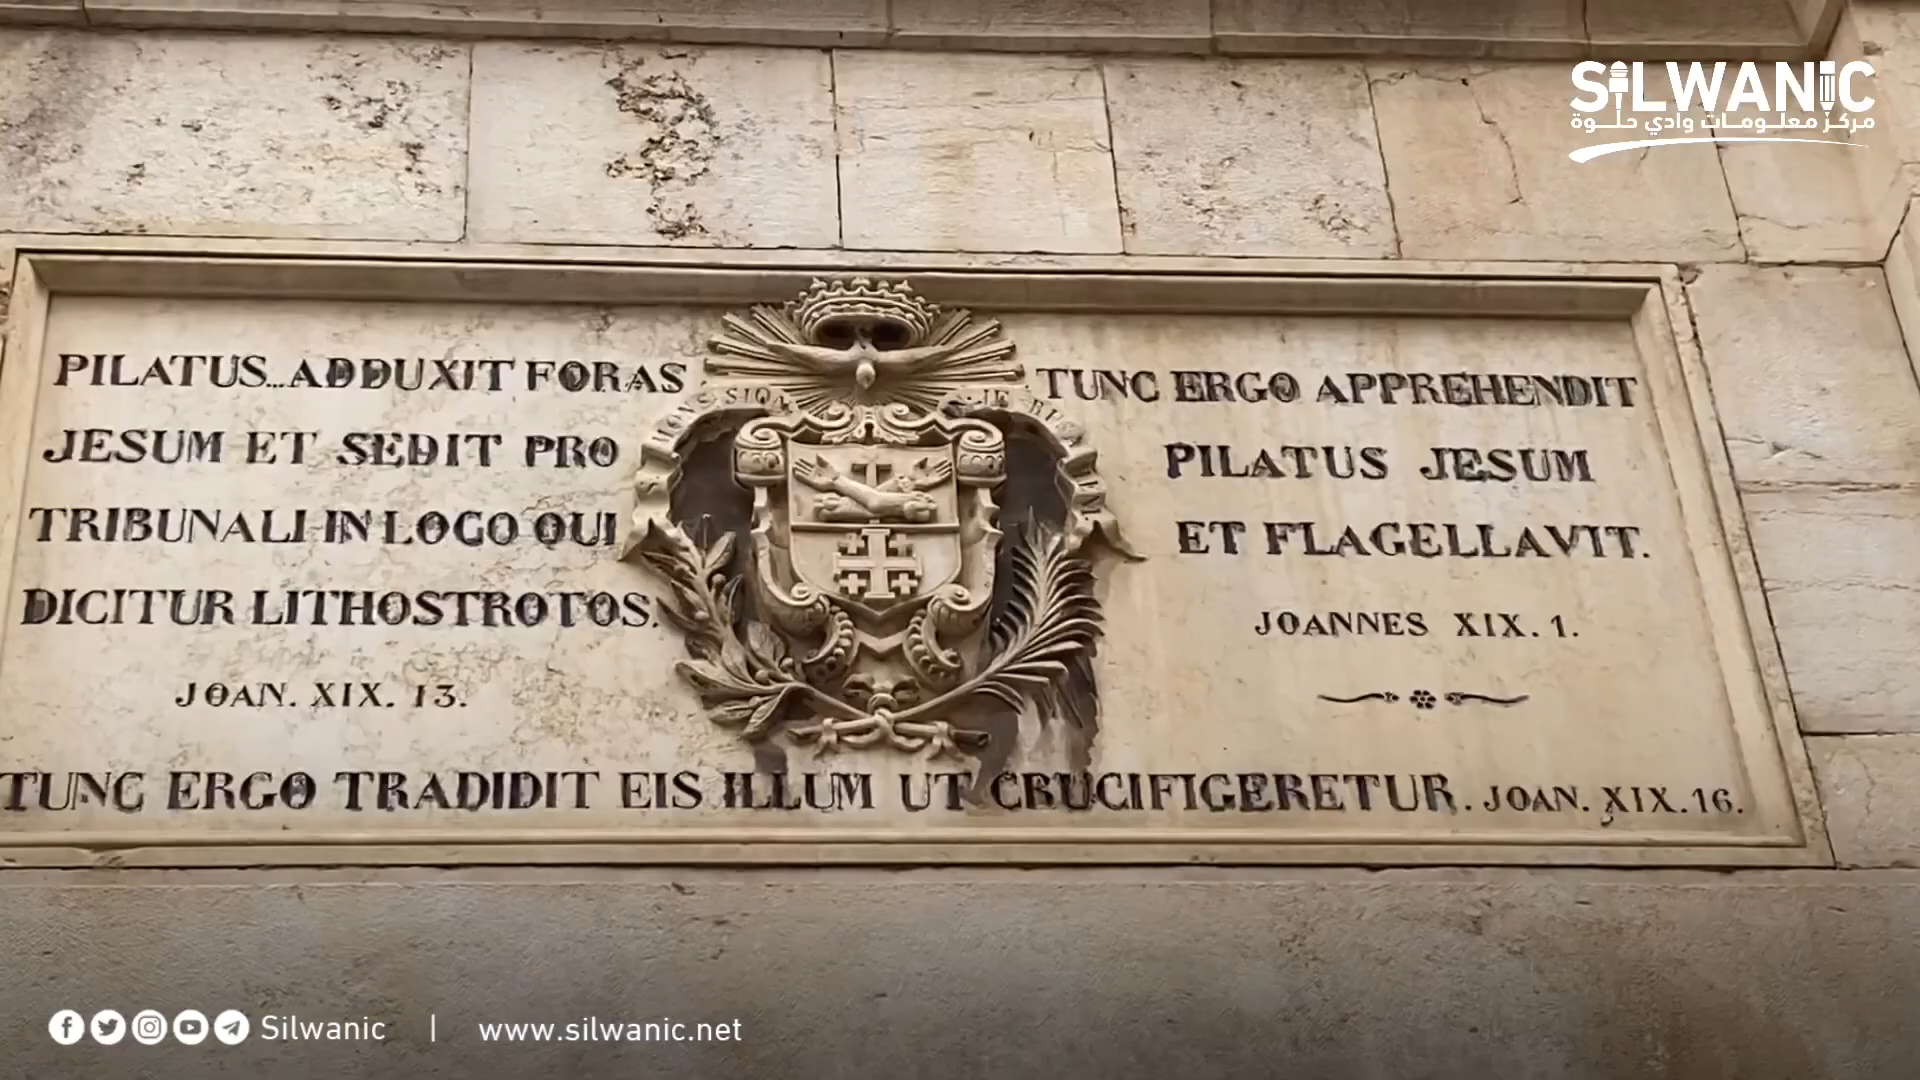 SILWANIC
مركز معلومات وادي حلوة
PILATUS...ADDUXIT FORAS
JESUM ET SEDIT PRO
TRIBUNALI IN LOCO QUI
DICITUR LITHOSTROTOS.
JOAN. XIX. 13.
TUNC ERGO APPREHENDIT
PILATUS JESUM
ET FLAGELLAVIT.
JOANNES XIX. 1.
TUNC ERGO TRADIDIT EIS ILLUM UT CRUCIFIGERETUR. JOAN. XIX. 16.
Silwanic | www.silwanic.net